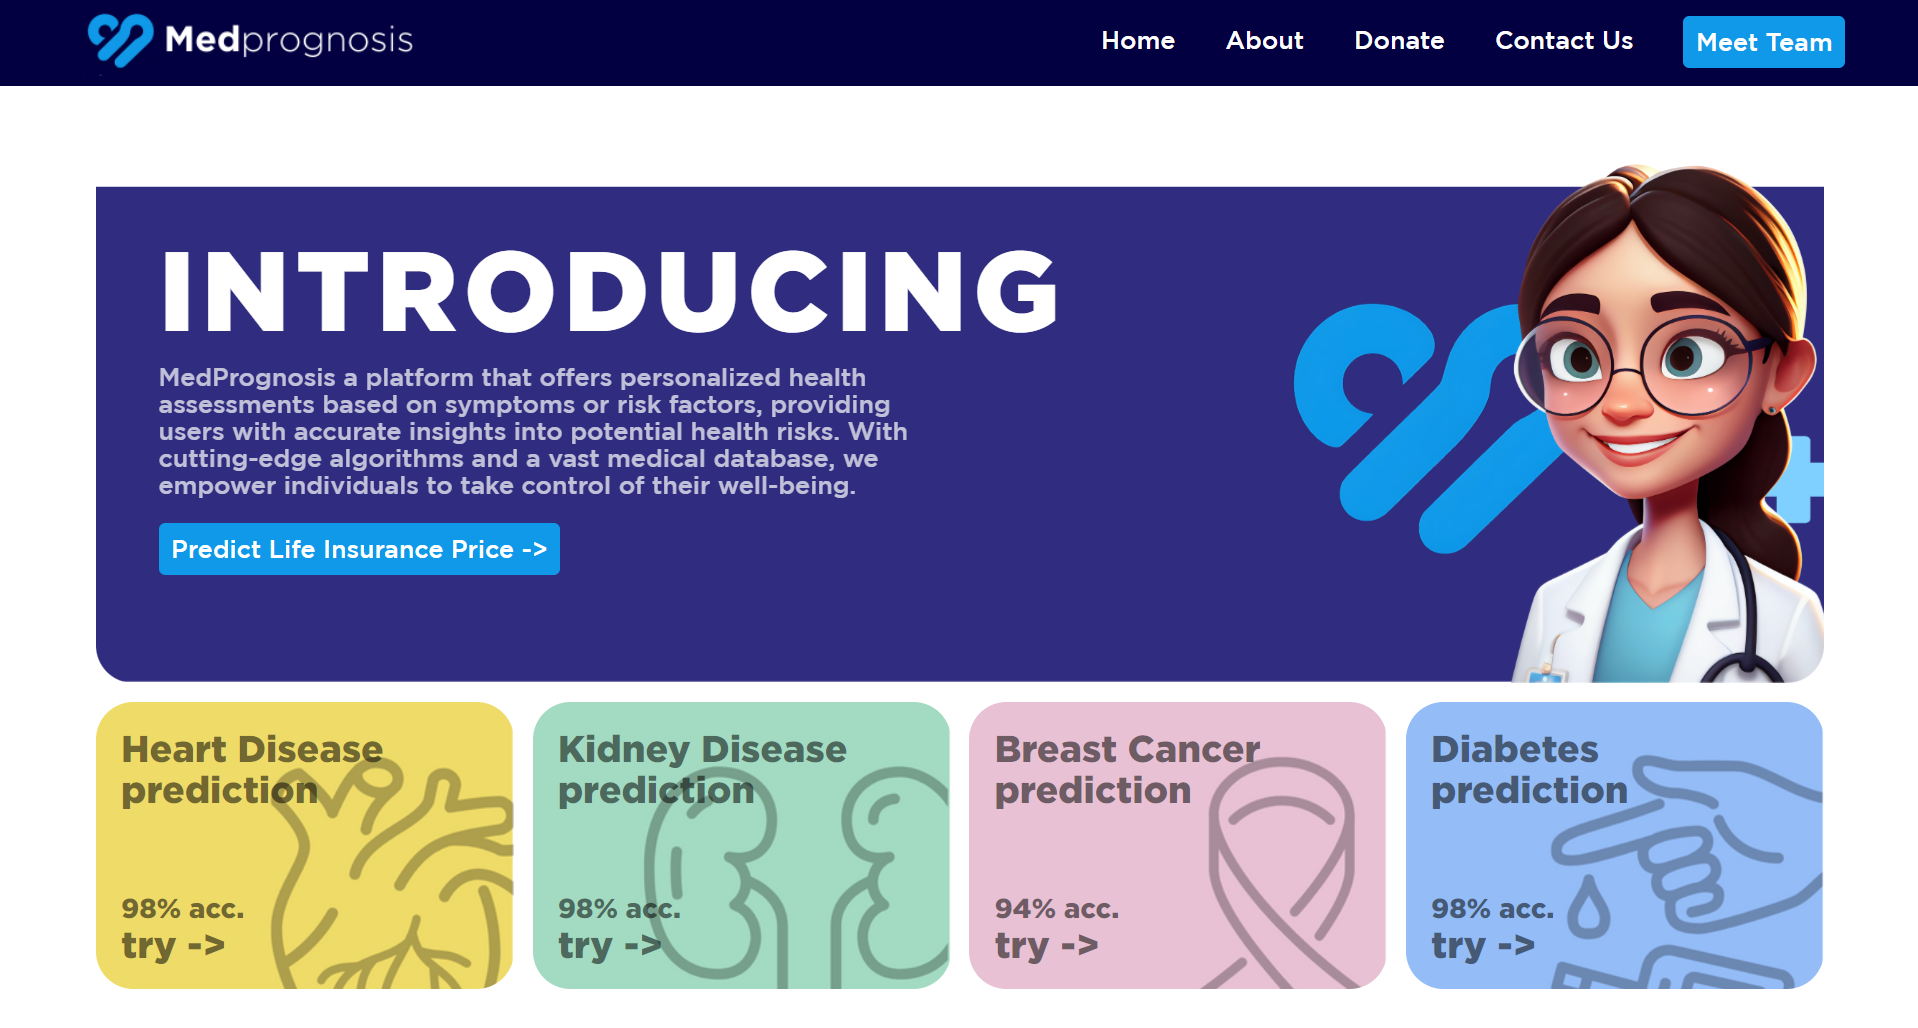 Medprognosis
Home
About
Donate
Contact Us
Meet Team
INTRODUCING
MedPrognosis a platform that offers personalized health
assessments based on symptoms or risk factors, providing
users with accurate insights into potential health risks. With
cutting-edge algorithms and a vast medical database, we
empower individuals to take control of their well-being.
Predict Life Insurance Price ->
Heart Disease
prediction
98% acc.
try ->
Kidney Disease
prediction
98% acc.
try ->
Breast Cancer
prediction
94% acc.
try ->
Diabetes
prediction
98% acc.
try ->